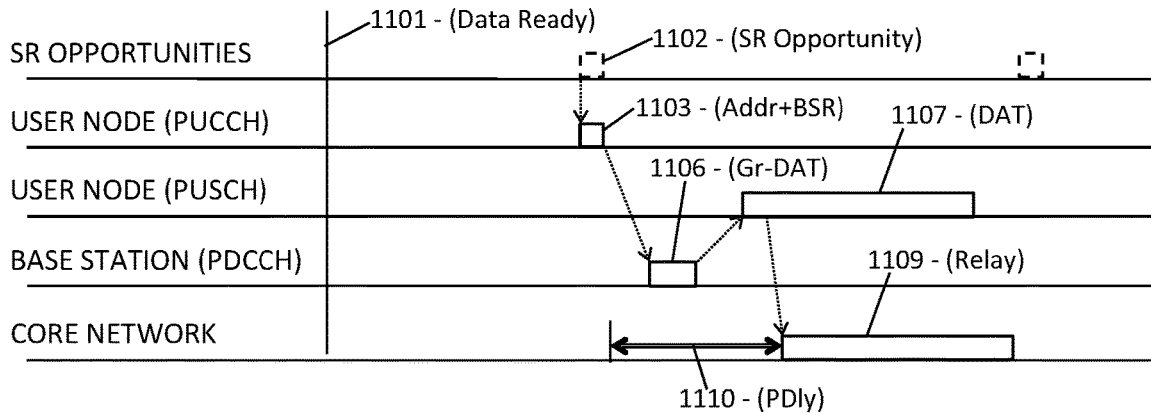 1101 - (Data Ready)
SR OPPORTUNITIES
1102 - (SR Opportunity)
USER NODE (PUCCH)
1103 - (Addr+BSR)
1107 - (DAT)
USER NODE (PUSCH)
1106 - (Gr-DAT)
BASE STATION (PDCCH)
1109 - (Relay)
CORE NETWORK
1110 - (PDly)